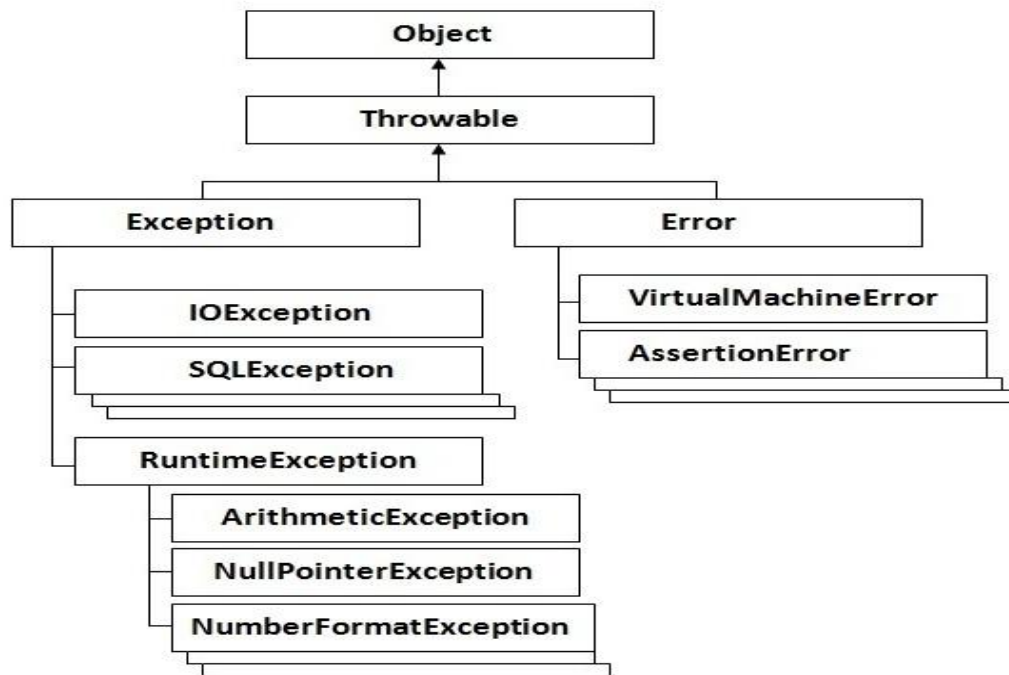 Object
Throwable
Exception
Error
IOException
SQLException
RuntimeException
ArithmeticException
NullPointerException
NumberFormatException
VirtualMachineError
AssertionError